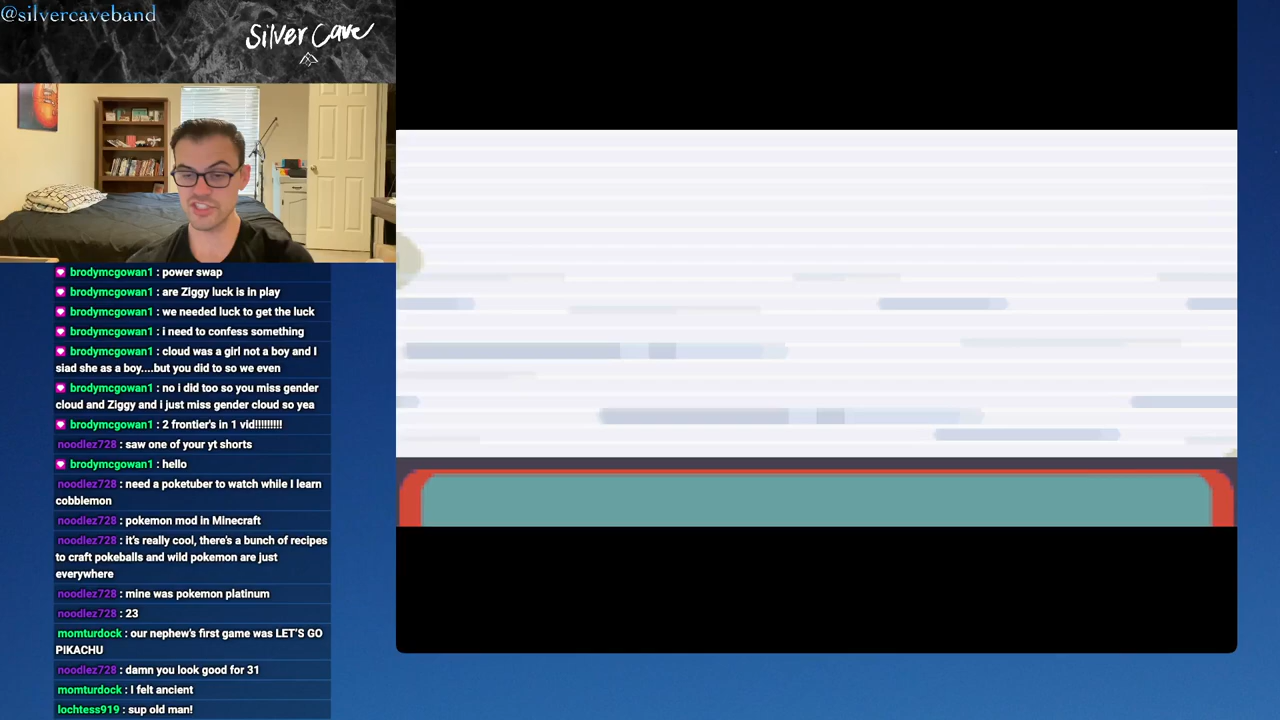 @silvercaveband
Silver Cave
brodymcgowan1 : power swap
brodymcgowan1 : are Ziggy luck is in play
brodymcgowan1 : we needed luck to get the luck
brodymcgowan1 : i need to confess something
brodymcgowan1 : cloud was a girl not a boy and I
siad she as a boy....but you did to so we even
brodymcgowan1 : no i did too so you miss gender
cloud and Ziggy and i just miss gender cloud so yea
brodymcgowan1 : 2 frontier's in 1 vid!!!!!!!!!
noodlez728 : saw one of your yt shorts
brodymcgowan1 : hello
noodlez728 : need a poketuber to watch while I learn
cobblemon
noodlez728 : pokemon mod in Minecraft
noodlez728 : it's really cool, there's a bunch of recipes
to craft pokeballs and wild pokemon are just
everywhere
noodlez728 : mine was pokemon platinum
noodlez728 : 23
momturdock : our nephew's first game was LET'S GO
PIKACHU
noodlez728 : damn you look good for 31
momturdock : I felt ancient
lochtess919 : sup old man!